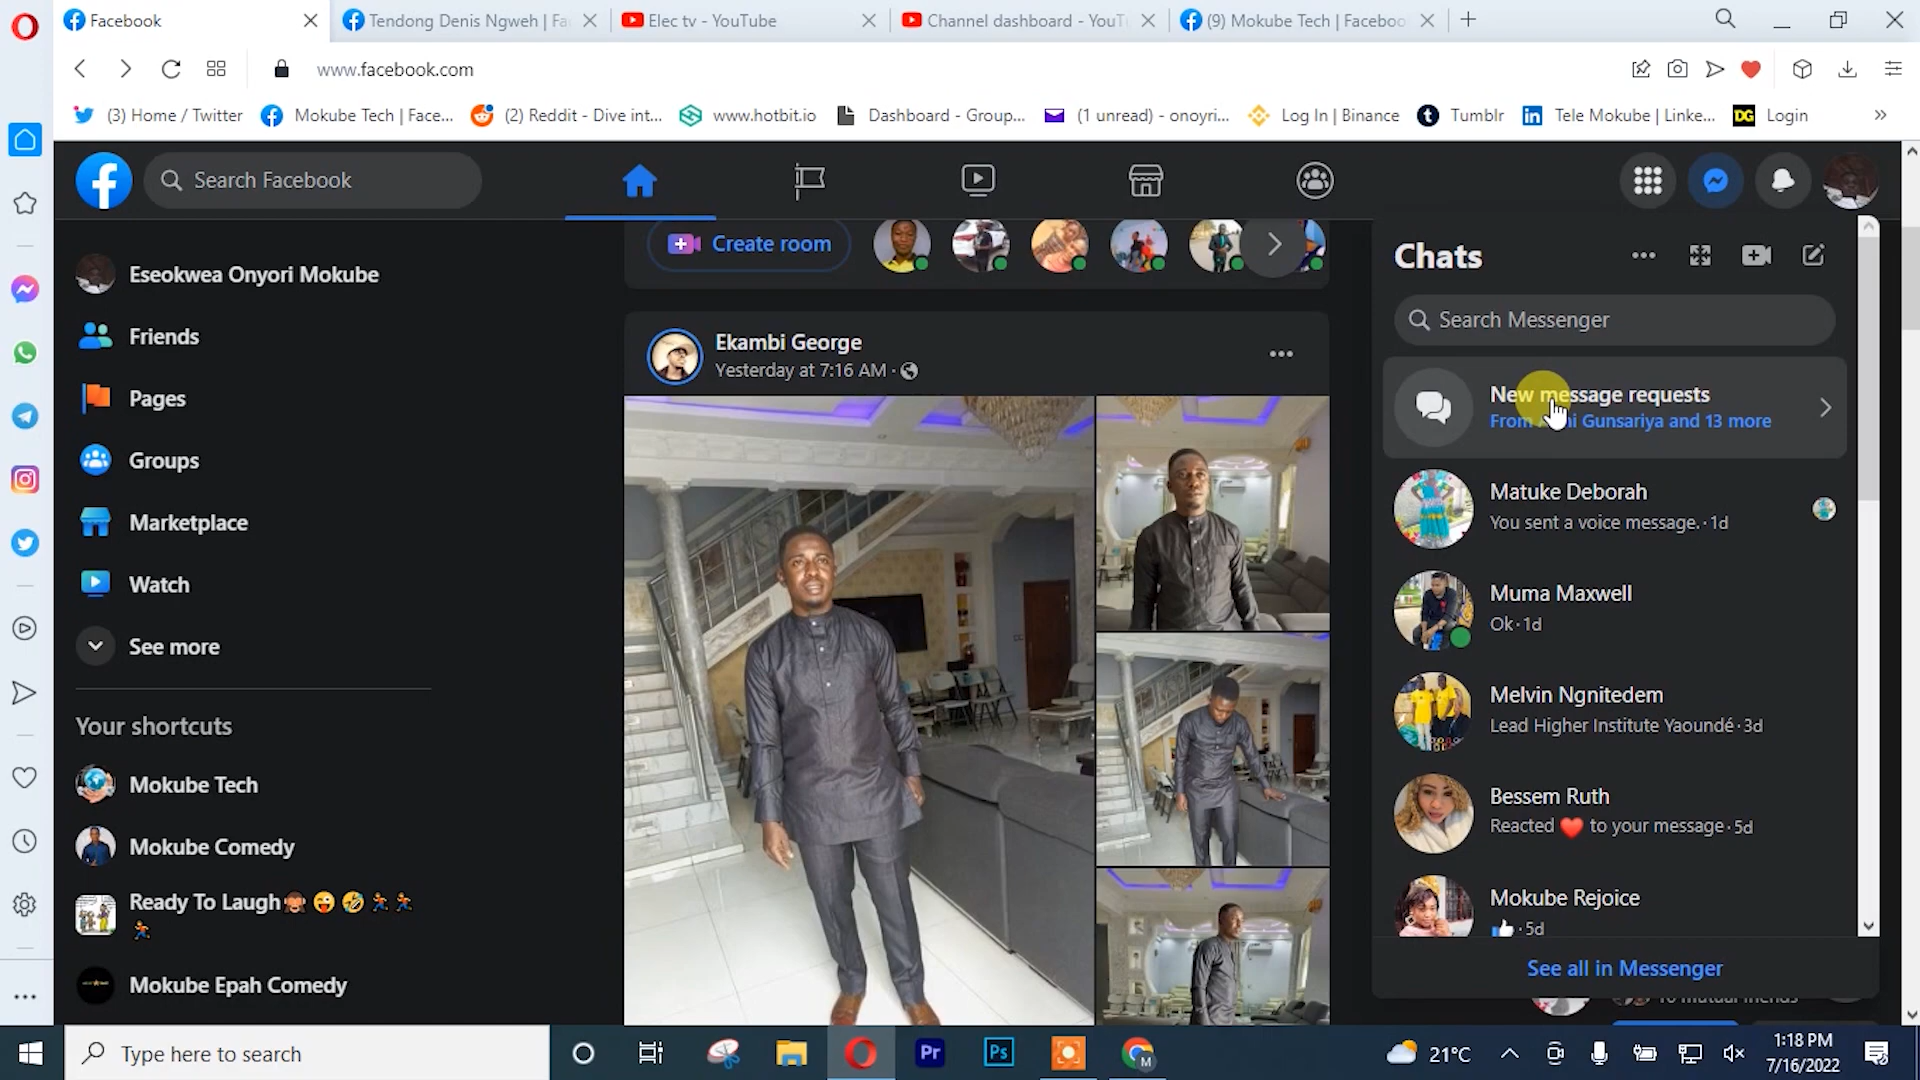 Facebook
Tendong Denis Ngweh | Fa
Elec tv - YouTube
Channel dashboard - YouT
(9) Mokube Tech | Faceboo
www.facebook.com
(3) Home / Twitter
Mokube Tech | Face...
(2) Reddit - Dive int...
www.hotbit.io
Dashboard - Group...
(1 unread) - onoyri...
Log In | Binance
Tumblr
Tele Mokube | Linke...
DG Login
Search Facebook
Eseokwea Onyori Mokube
Friends
Pages
Groups
Marketplace
Watch
See more
Your shortcuts
Mokube Tech
Mokube Comedy
Ready To Laugh🙊😜🤣🏃🏃
🏃
Mokube Epah Comedy
Create room
Ekambi George
Yesterday at 7:16 AM ·
Chats
Search Messenger
New message requests
From Gunsariya and 13 more
Matuke Deborah
You sent a voice message. · 1d
Muma Maxwell
Ok · 1d
Melvin Ngnitedem
Lead Higher Institute Yaoundé · 3d
Bessem Ruth
Reacted ❤️ to your message · 5d
Mokube Rejoice
👍 · 5d
See all in Messenger
Type here to search
Pr
Ps
M
21°C
1:18 PM
7/16/2022